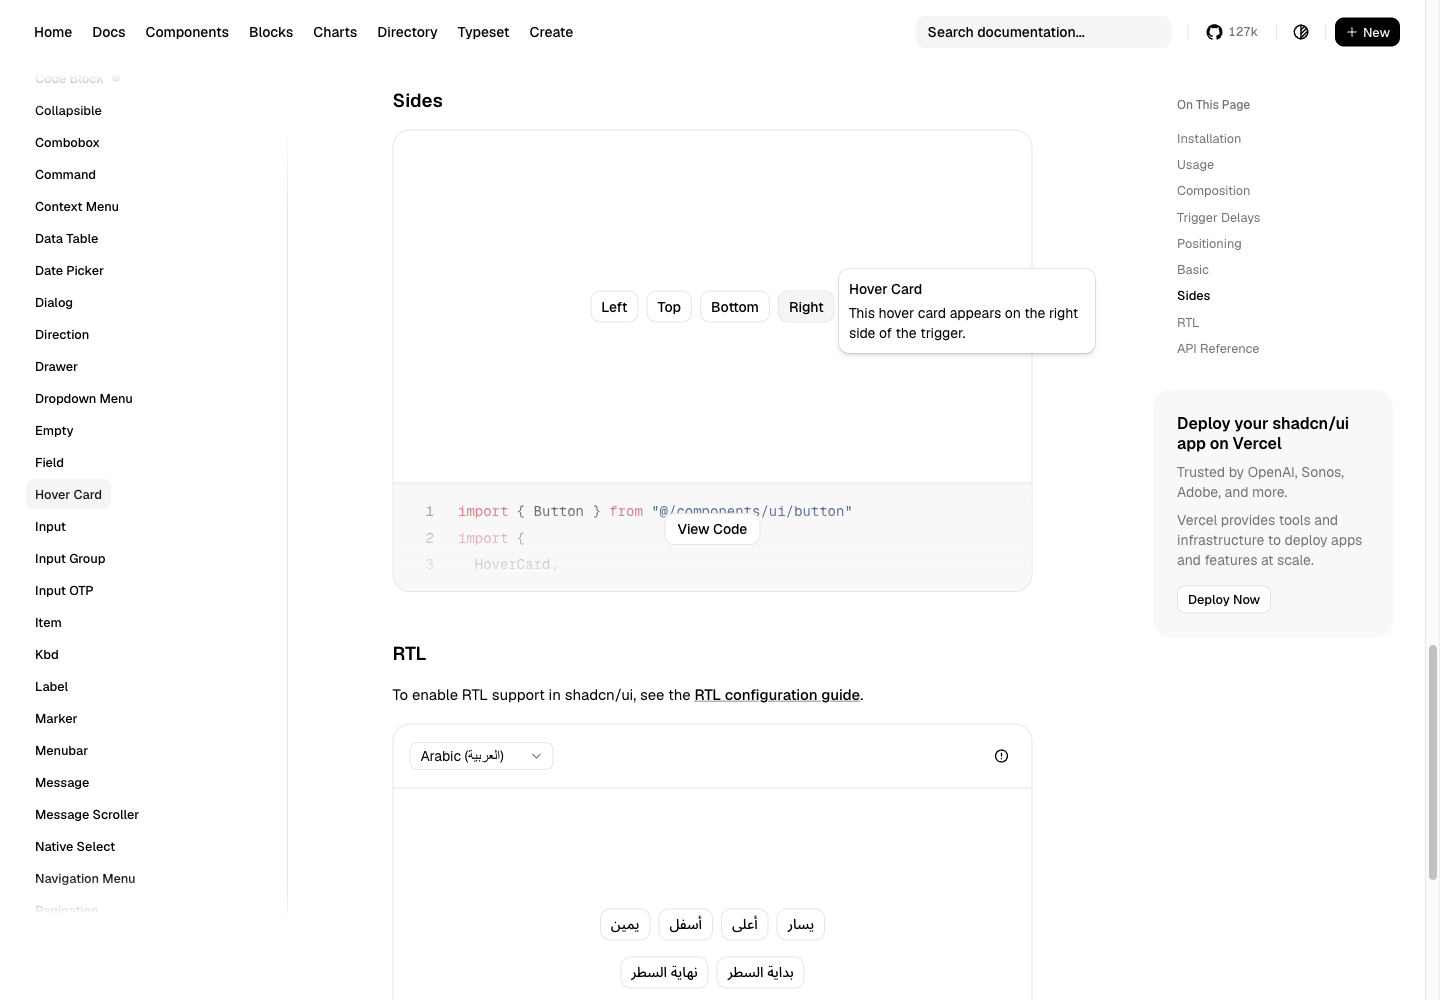 Home Docs Components Blocks Charts Directory Typeset Create
Search documentation...
127k
New
Code Block
Collapsible
Combobox
Command
Context Menu
Data Table
Date Picker
Dialog
Direction
Drawer
Dropdown Menu
Empty
Field
Hover Card
Input
Input Group
Input OTP
Item
Kbd
Label
Marker
Menubar
Message
Message Scroller
Native Select
Navigation Menu
Pagination
Sides
Left Top Bottom Right
Hover Card
This hover card appears on the right
side of the trigger.
1 import { Button } from "@/components/ui/button"
View Code
2 import {
3 HoverCard,
RTL
To enable RTL support in shadcn/ui, see the RTL configuration guide.
Arabic (العربية)
يسار أعلى أسفل يمين
بداية السطر نهاية السطر
On This Page
Installation
Usage
Composition
Trigger Delays
Positioning
Basic
Sides
RTL
API Reference
Deploy your shadcn/ui
app on Vercel
Trusted by OpenAI, Sonos,
Adobe, and more.
Vercel provides tools and
infrastructure to deploy apps
and features at scale.
Deploy Now